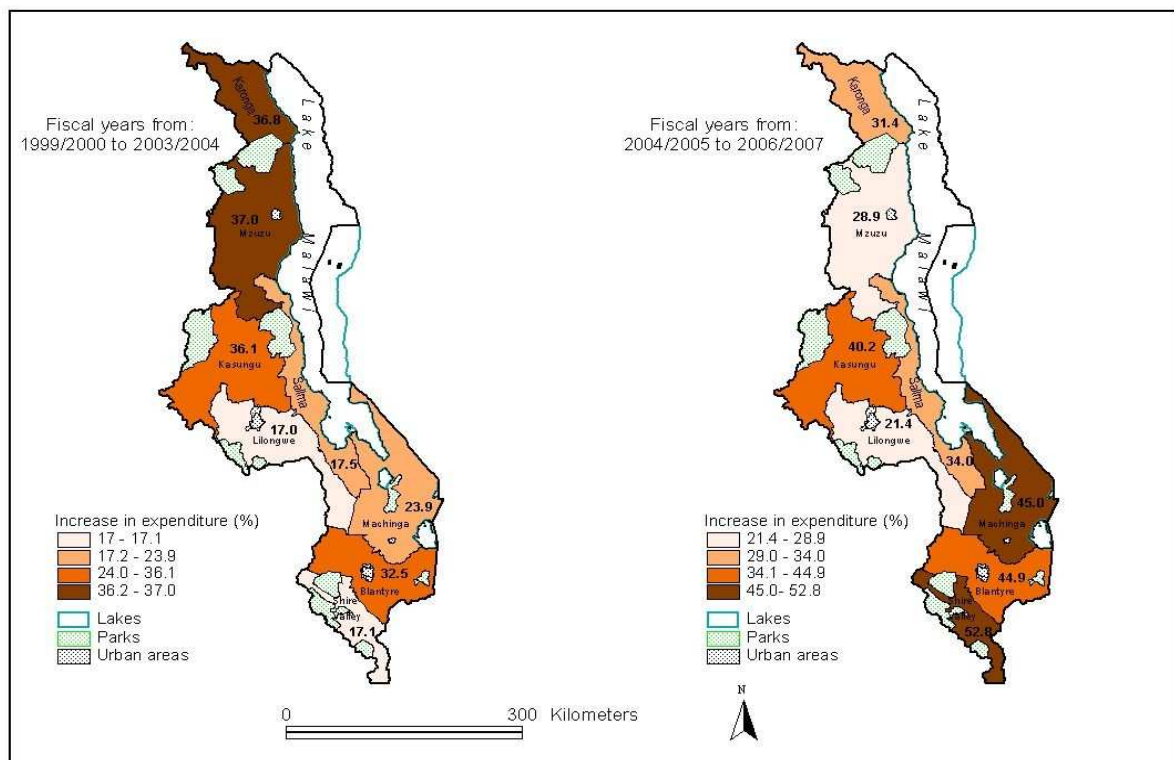 Fiscal years from:
1999/2000 to 2003/2004
Karonga
36.8
Lake Malawi
37.0
Mzuzu
36.1
Kasungu
Salima
17.0
Lilongwe
17.5
23.9
Machinga
32.5
Blantyre
Shire
Valley
17.1
Increase in expenditure (%)
17 - 17.1
17.2 - 23.9
24.0 - 36.1
36.2 - 37.0
Lakes
Parks
Urban areas
Fiscal years from:
2004/2005 to 2006/2007
Karonga
31.4
Lake Malawi
28.9
Mzuzu
40.2
Kasungu
Salima
21.4
Lilongwe
34.0
45.0
Machinga
44.9
Blantyre
Shire
Valley
52.8
Increase in expenditure (%)
21.4 - 28.9
29.0 - 34.0
34.1 - 44.9
45.0- 52.8
Lakes
Parks
Urban areas
0 300 Kilometers
N